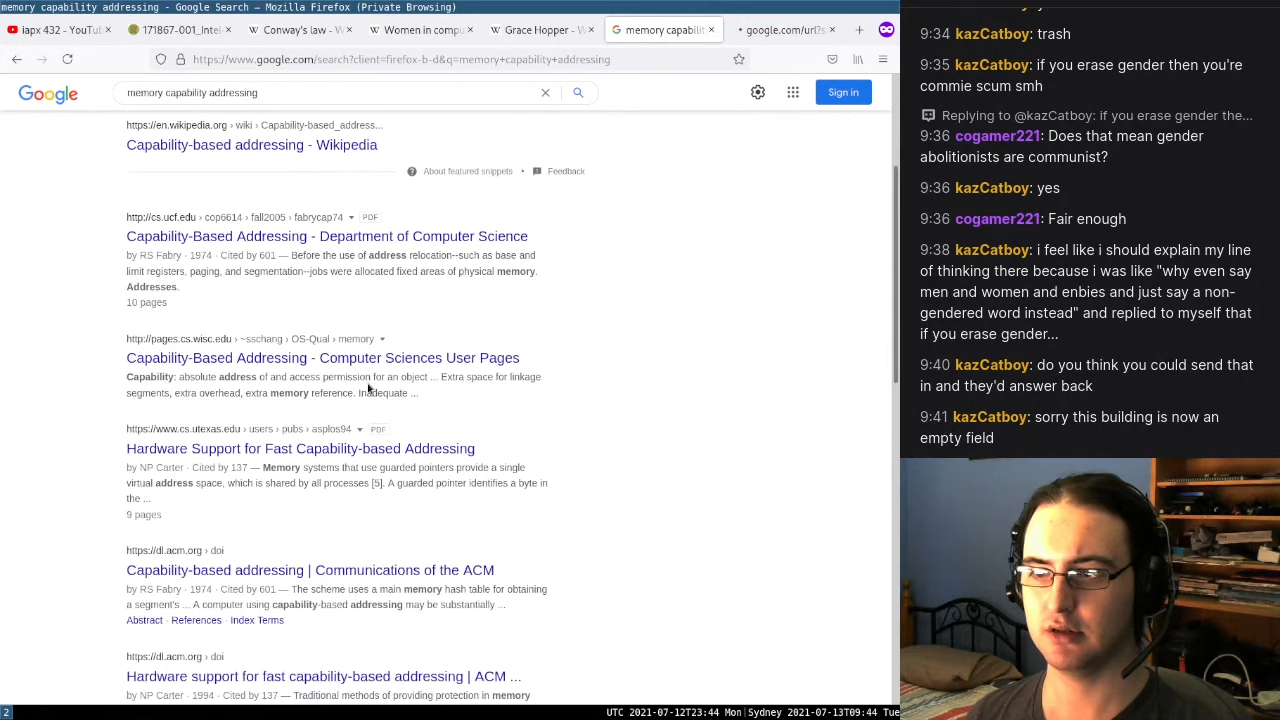 memory capability addressing - Google Search — Mozilla Firefox (Private Browsing)
iapx 432 - YouTu
171867-001_Intel
Conway's law - W
Women in compu
Grace Hopper - W
memory capabilit
google.com/url?s
https://www.google.com/search?client=firefox-b-d&q=memory+capability+addressing
Google
memory capability addressing
Sign in
https://en.wikipedia.org › wiki › Capability-based_address...
Capability-based addressing - Wikipedia
About featured snippets • Feedback
http://cs.ucf.edu › cop6614 › fall2005 › fabrycap74 PDF
Capability-Based Addressing - Department of Computer Science
by RS Fabry · 1974 · Cited by 601 — Before the use of address relocation--such as base and
limit registers, paging, and segmentation--jobs were allocated fixed areas of physical memory.
Addresses.
10 pages
http://pages.cs.wisc.edu › ~sschang › OS-Qual › memory
Capability-Based Addressing - Computer Sciences User Pages
Capability: absolute address of and access permission for an object ... Extra space for linkage
segments, extra overhead, extra memory reference. Inadequate ...
https://www.cs.utexas.edu › users › pubs › asplos94 PDF
Hardware Support for Fast Capability-based Addressing
by NP Carter · Cited by 137 — Memory systems that use guarded pointers provide a single
virtual address space, which is shared by all processes [5]. A guarded pointer identifies a byte in
the ...
9 pages
https://dl.acm.org › doi
Capability-based addressing | Communications of the ACM
by RS Fabry · 1974 · Cited by 601 — The scheme uses a main memory hash table for obtaining
a segment's ... A computer using capability-based addressing may be substantially ...
Abstract · References · Index Terms
https://dl.acm.org › doi
Hardware support for fast capability-based addressing | ACM ...
by NP Carter · 1994 · Cited by 137 — Traditional methods of providing protection in memory
2
UTC 2021-07-12T23:44 Mon|Sydney 2021-07-13T09:44 Tue
9:34 kazCatboy: trash
9:35 kazCatboy: if you erase gender then you're
commie scum smh
Replying to @kazCatboy: if you erase gender the...
9:36 cogamer221: Does that mean gender
abolitionists are communist?
9:36 kazCatboy: yes
9:36 cogamer221: Fair enough
9:38 kazCatboy: i feel like i should explain my line
of thinking there because i was like "why even say
men and women and enbies and just say a non-
gendered word instead" and replied to myself that
if you erase gender...
9:40 kazCatboy: do you think you could send that
in and they'd answer back
9:41 kazCatboy: sorry this building is now an
empty field